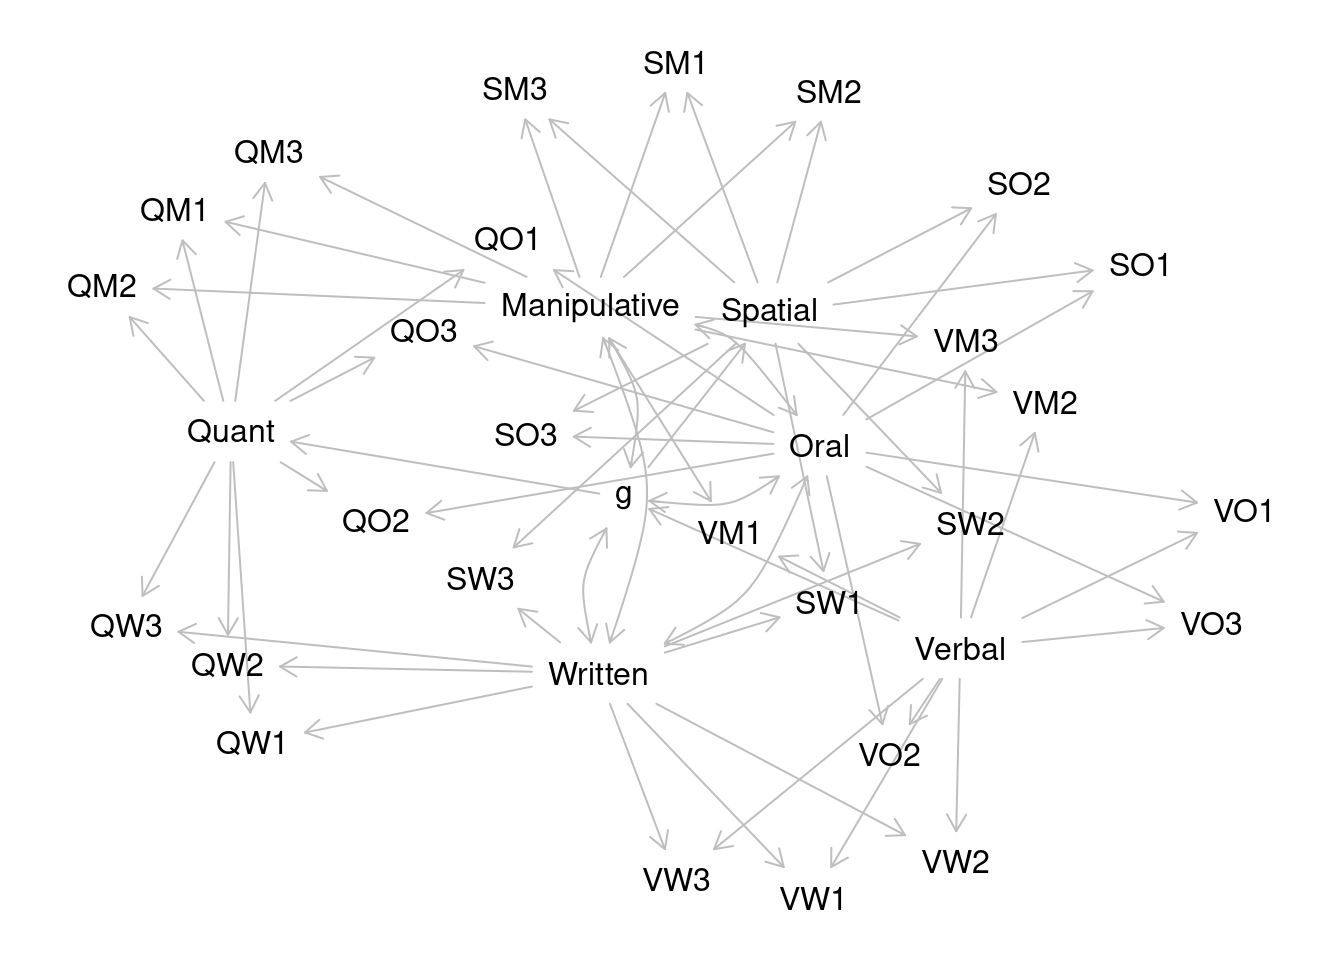 SM1
SM3
SM2
QM3
SO2
QM1
QO1
SO1
QM2
Manipulative
Spatial
QO3
VM3
VM2
Quant
SO3
Oral
g
VO1
QO2
VM1
SW2
SW3
SW1
QW3
VO3
Verbal
QW2
Written
QW1
VO2
VW2
VW3
VW1